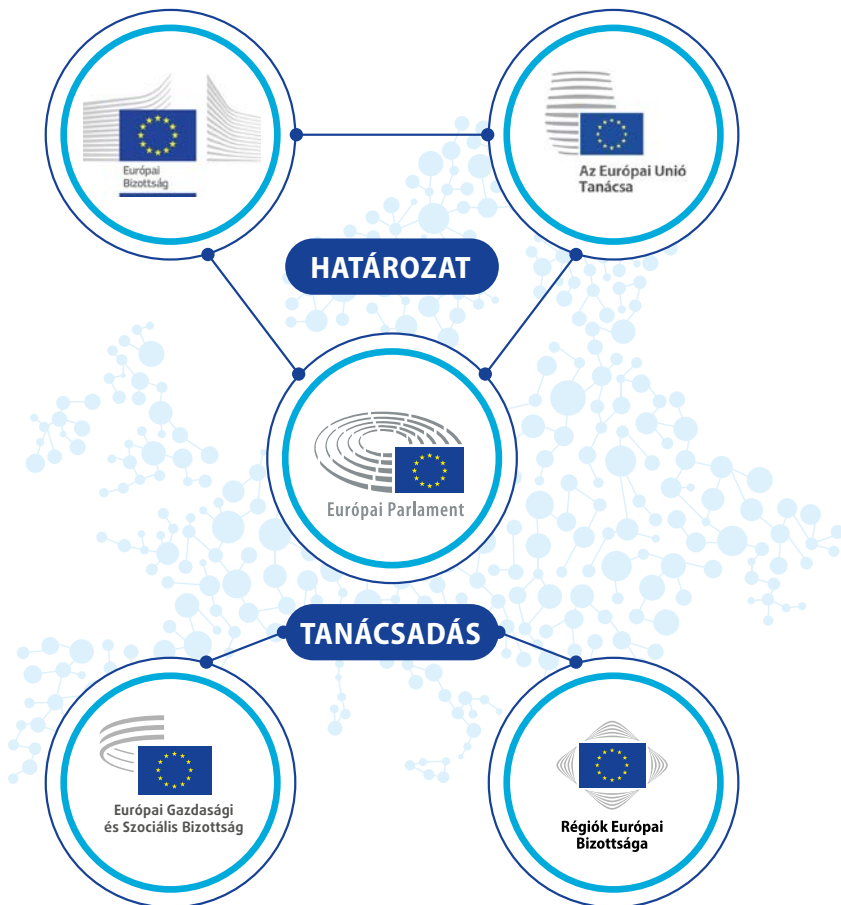 Európai
Bizottság
Az Európai Unió
Tanácsa
HATÁROZAT
Európai Parlament
TANÁCSADÁS
Európai Gazdasági
és Szociális Bizottság
Régiók Európai
Bizottsága